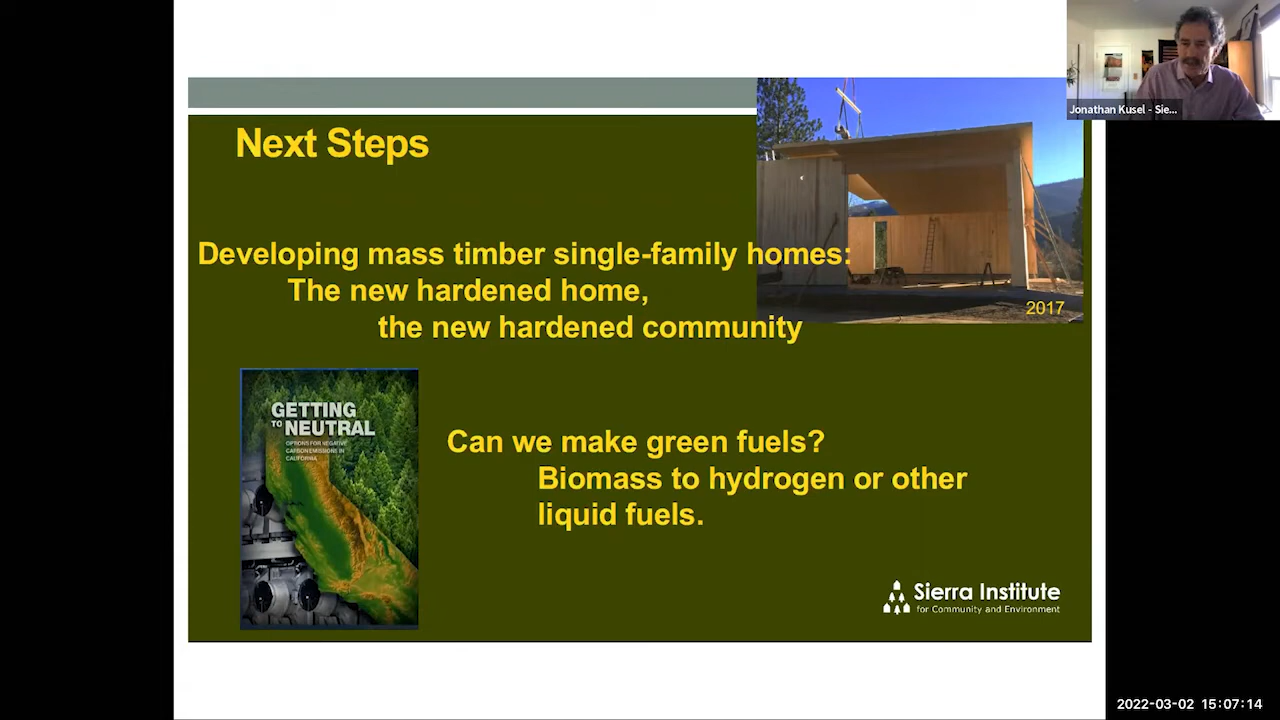 Jonathan Kusel - Sie...
Next Steps
Developing mass timber single-family homes:
The new hardened home,
the new hardened community
2017
GETTING
TO NEUTRAL
OPTIONS FOR NEGATIVE
CARBON EMISSIONS IN
CALIFORNIA
Can we make green fuels?
Biomass to hydrogen or other
liquid fuels.
Sierra Institute
for Community and Environment
2022-03-02 15:07:14